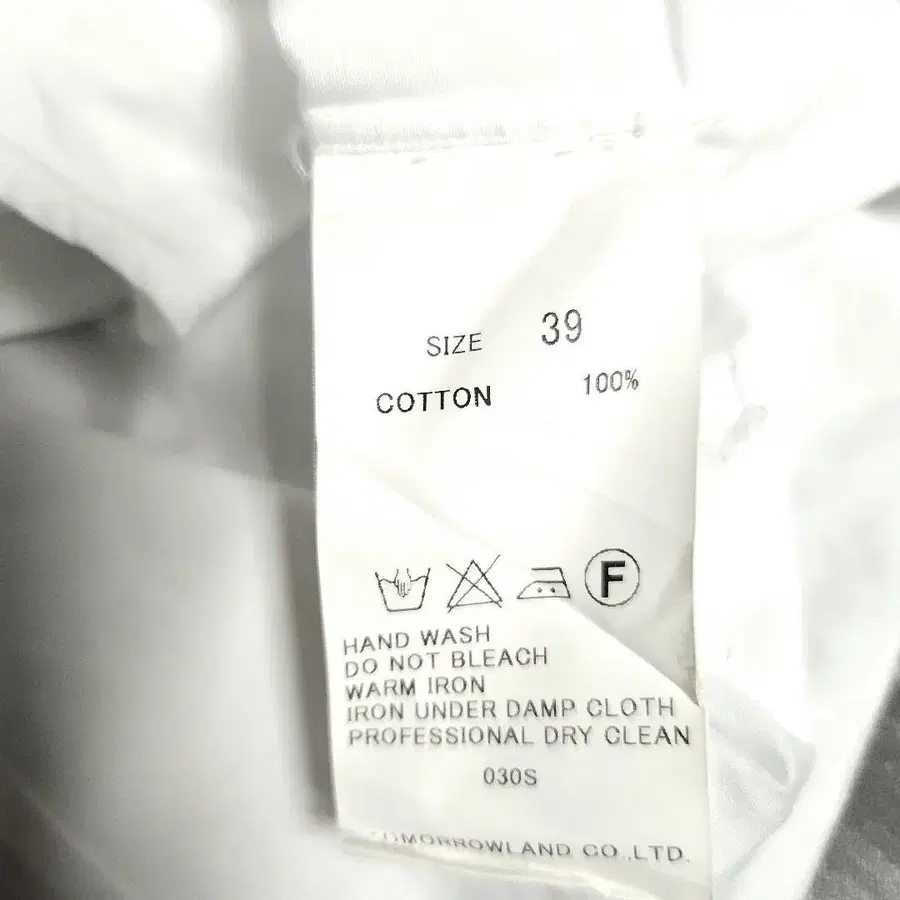 SIZE 39
COTTON 100%
F
HAND WASH
DO NOT BLEACH
WARM IRON
IRON UNDER DAMP CLOTH
PROFESSIONAL DRY CLEAN
030S
TOMORROWLAND CO.,LTD.